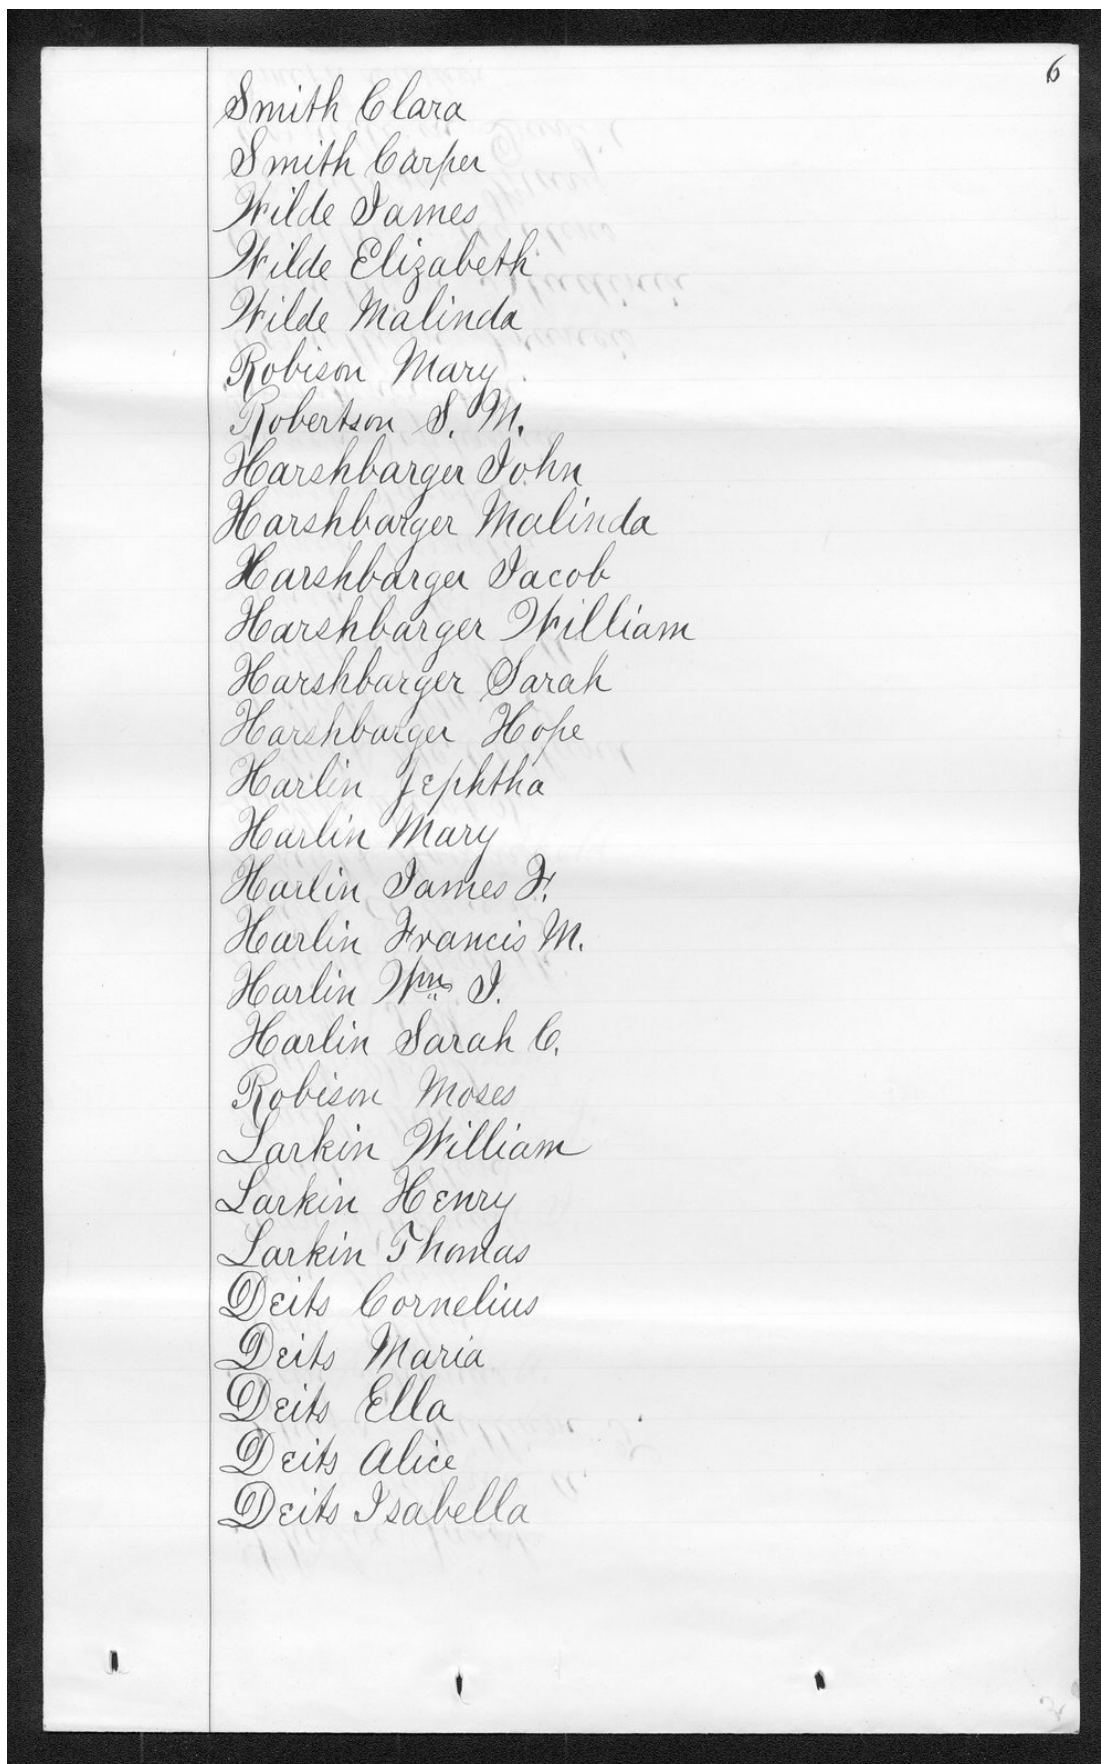 6
Smith Clara
Smith Carper
Wilde James
Wilde Elizabeth
Wilde Malinda
Robison Mary
Robertson S. M.
Harshbarger John
Harshbarger Malinda
Harshbarger Jacob
Harshbarger William
Harshbarger Sarah
Harshbarger Hope
Harlin Jephtha
Harlin Mary
Harlin James F.
Harlin Francis M.
Harlin Wm J.
Harlin Sarah C.
Robison Moses
Larkin William
Larkin Henry
Larkin Thomas
Deits Cornelius
Deits Maria
Deits Ella
Deits Alice
Deits Isabella